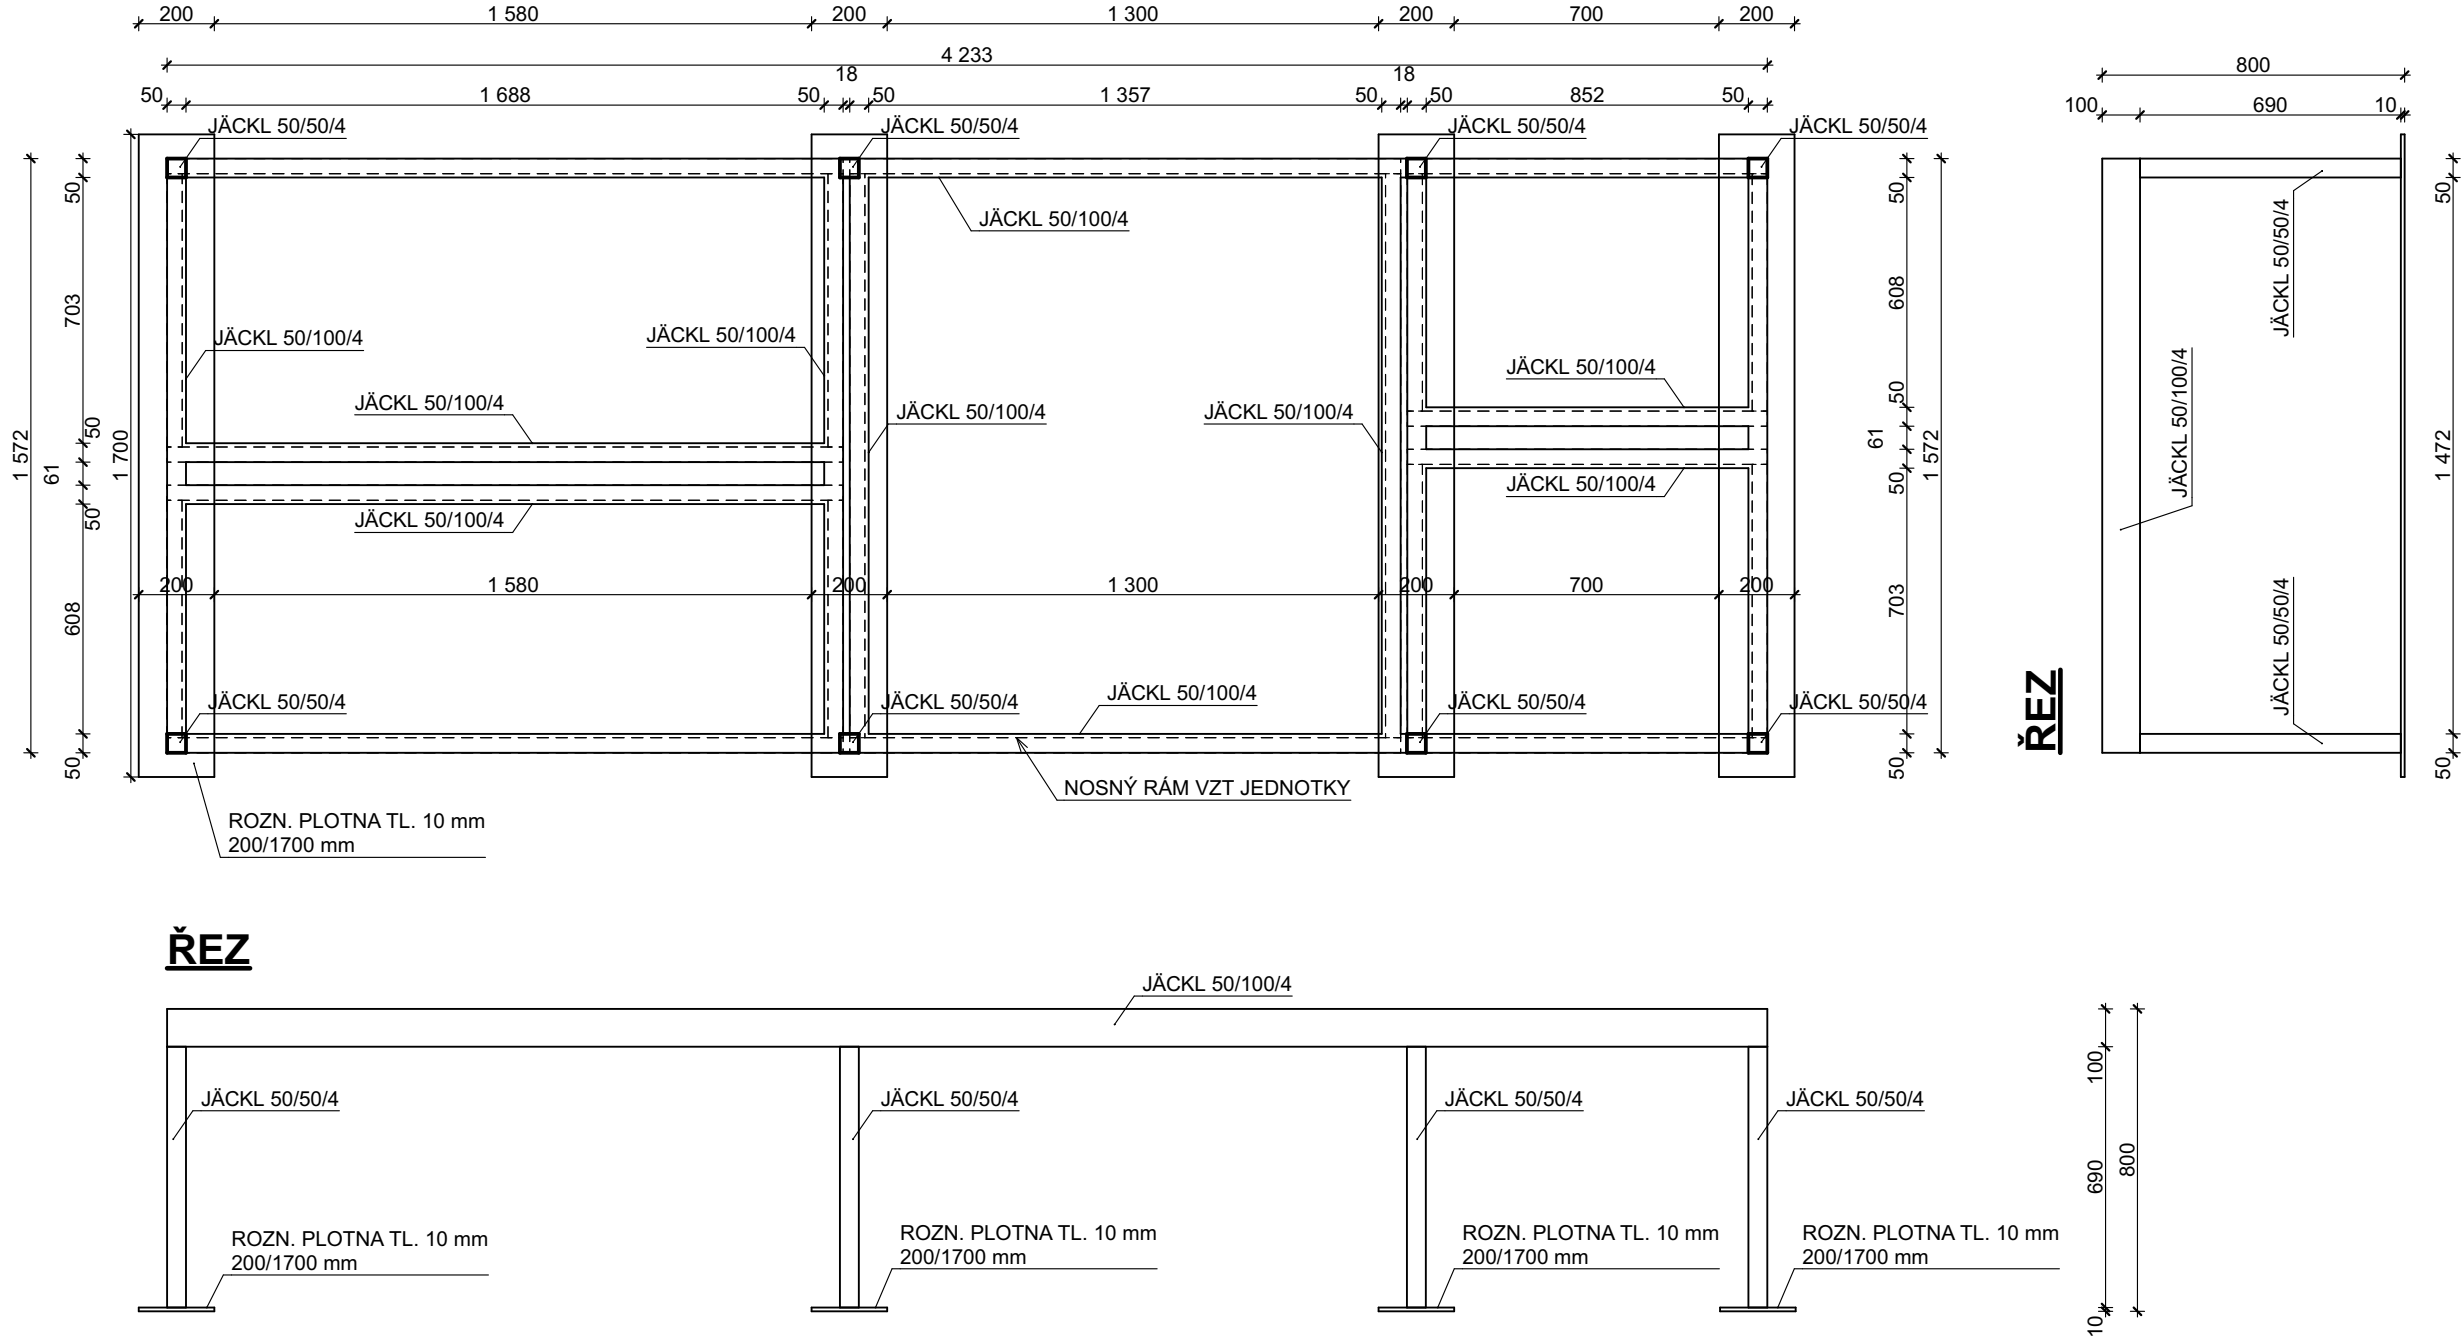 200 1 580 200 1 300 200 700 200
4 233
18 18
50 1 688 50 50 1 357 50 50 852 50
800
100 690 10
JÄCKL 50/50/4 JÄCKL 50/50/4 JÄCKL 50/50/4 JÄCKL 50/50/4
JÄCKL 50/100/4
JÄCKL 50/100/4 JÄCKL 50/100/4
JÄCKL 50/100/4
JÄCKL 50/100/4 JÄCKL 50/100/4 JÄCKL 50/100/4
JÄCKL 50/100/4
JÄCKL 50/100/4
200 1 580 200 1 300 200 700 200
JÄCKL 50/100/4
JÄCKL 50/50/4 JÄCKL 50/50/4 JÄCKL 50/50/4 JÄCKL 50/50/4
NOSNÝ RÁM VZT JEDNOTKY
ROZN. PLOTNA TL. 10 mm
200/1700 mm
1 572
50
703
50
61
50
608
50
1 700
50
608
50
61
50
703
50
1 572
JÄCKL 50/50/4
JÄCKL 50/100/4
JÄCKL 50/50/4
50
1 472
50
ŘEZ
ŘEZ
JÄCKL 50/100/4
JÄCKL 50/50/4 JÄCKL 50/50/4 JÄCKL 50/50/4 JÄCKL 50/50/4
ROZN. PLOTNA TL. 10 mm
200/1700 mm
ROZN. PLOTNA TL. 10 mm
200/1700 mm
ROZN. PLOTNA TL. 10 mm
200/1700 mm
ROZN. PLOTNA TL. 10 mm
200/1700 mm
100
690
10
800